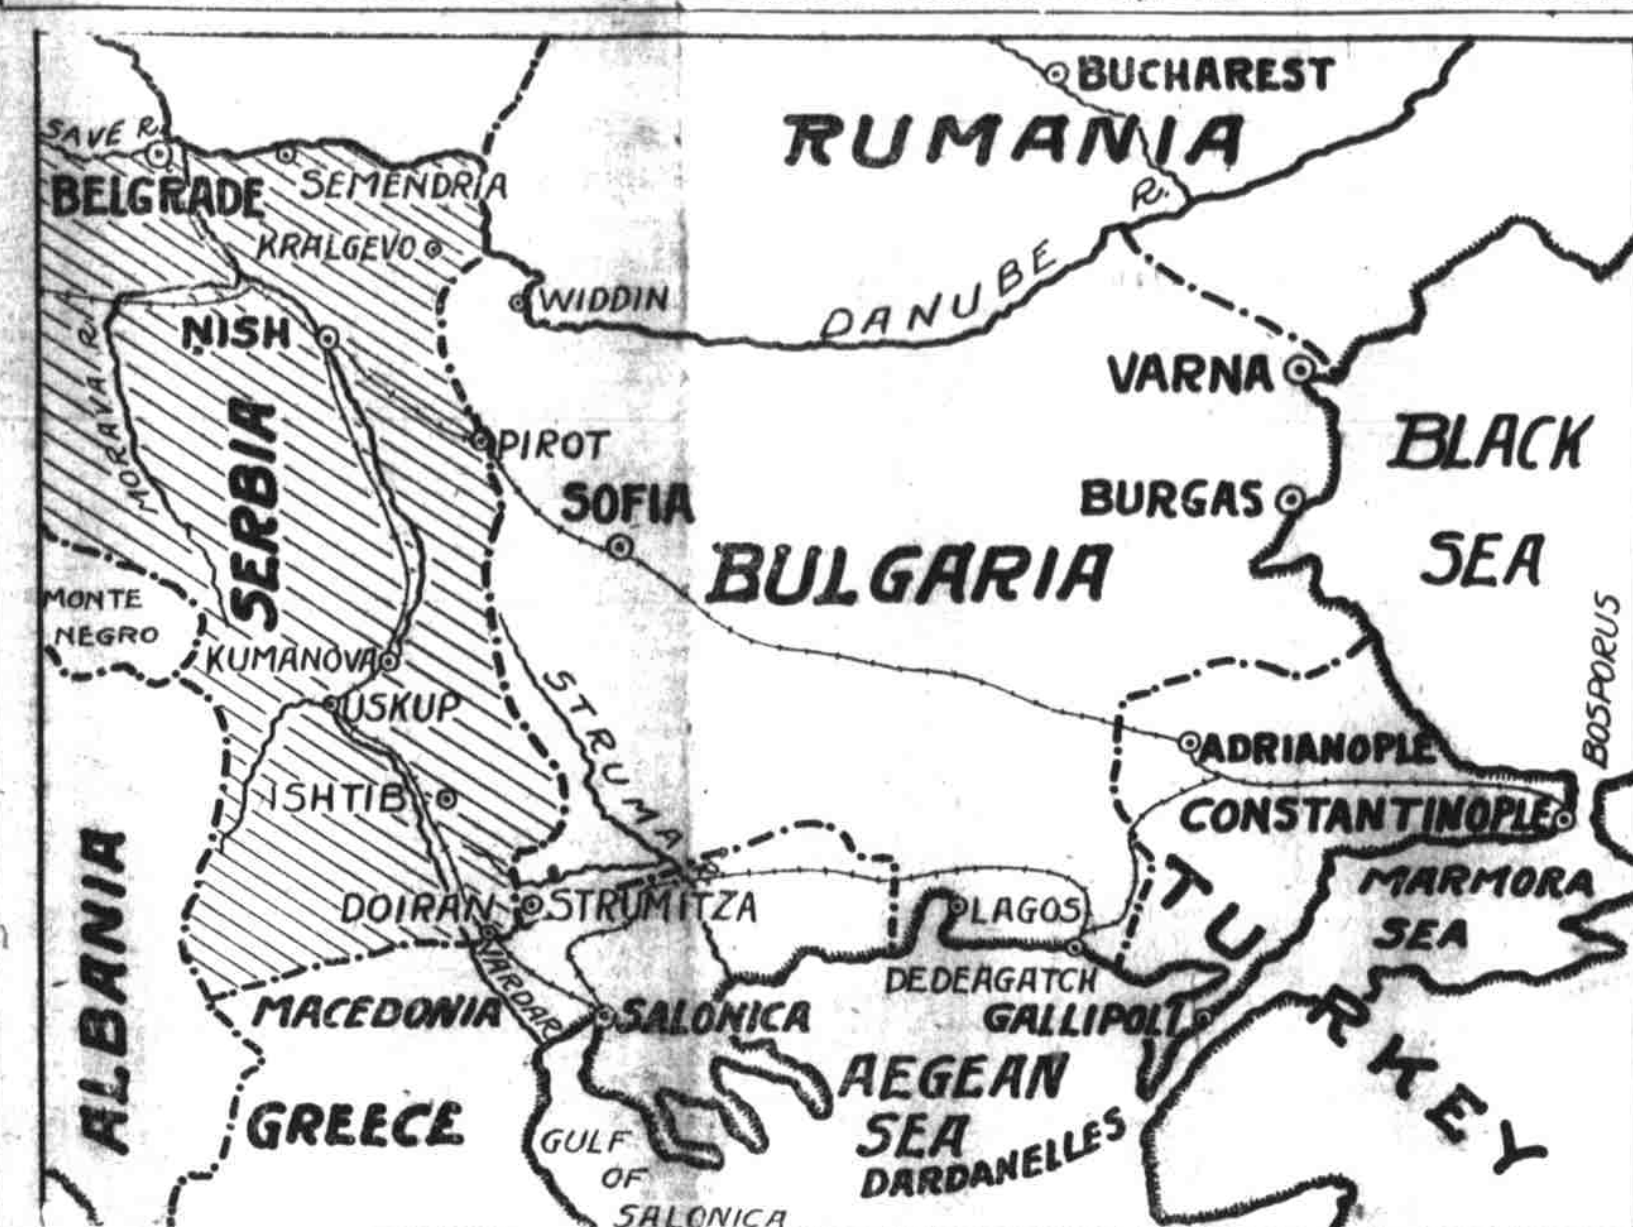 BUCHAREST
RUMANIA
SAVE R.
BELGRADE
SEMENDRIA
R.
KRALGEVO
WIDDIN
DANUBE
NISH
VARNA
MORAVA R.
SERBIA
PIROT
BLACK
SEA
SOFIA
BURGAS
BULGARIA
MONTE
NEGRO
KUMANOVA
BOSPORUS
USKUP
STRUMA R.
ADRIANOPLE
ISHTIB
CONSTANTINOPLE
ALBANIA
MARMORA
SEA
DOIRAN
STRUMITZA
LAGOS
TURKEY
VARDAR
DEDEAGATCH
MACEDONIA
SALONICA
GALLIPOLI
AEGEAN
SEA
GREECE
DARDANELLES
GULF
OF
SALONICA